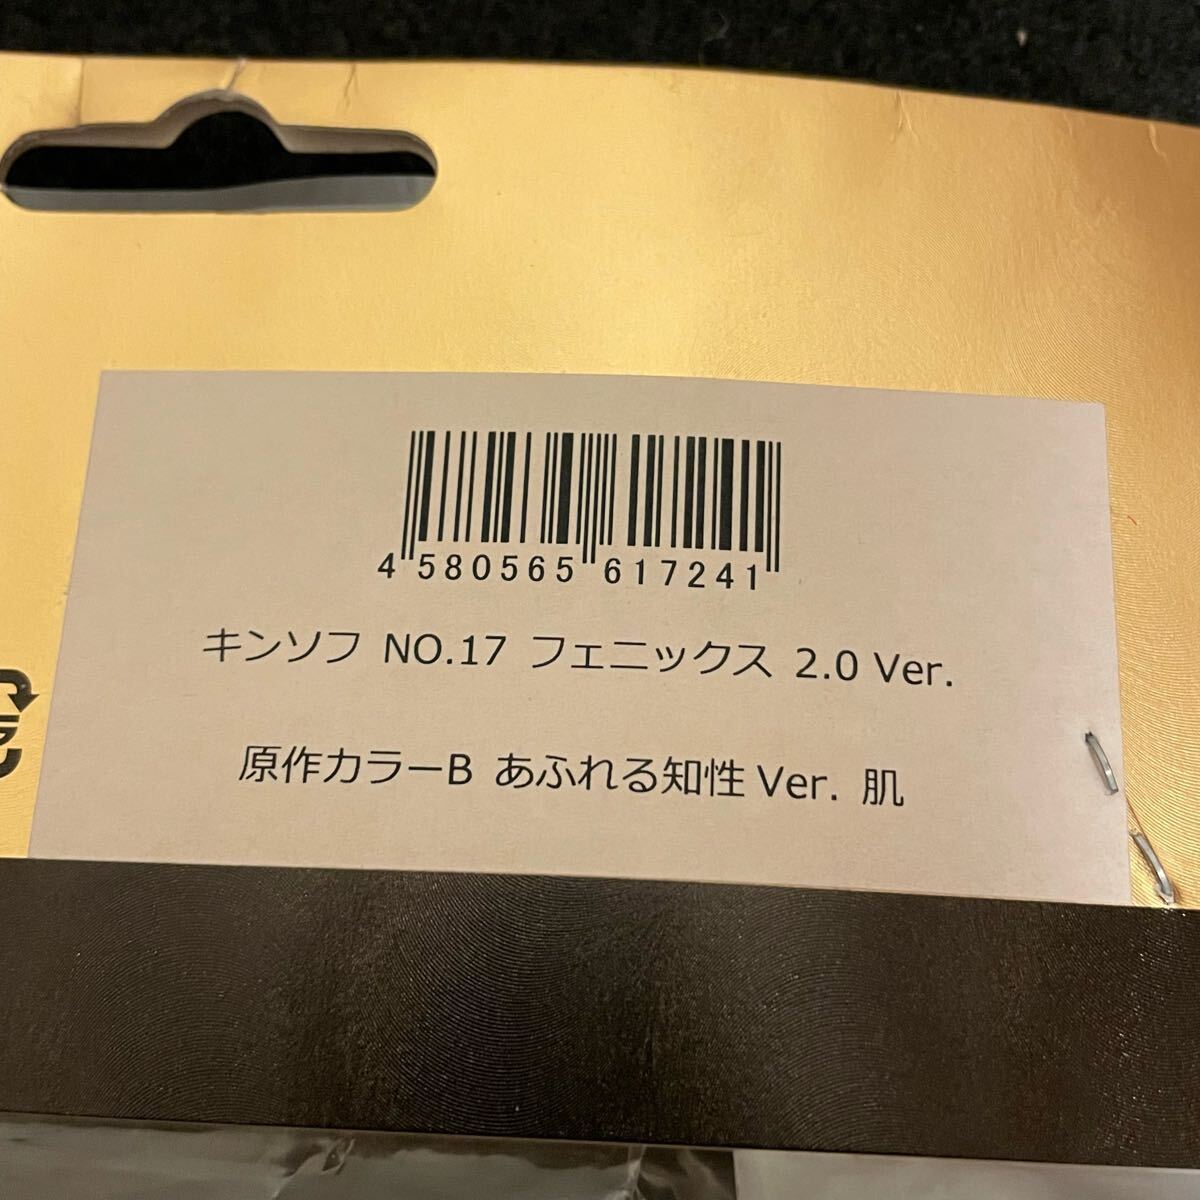 4 580565 617241
キンソフ NO.17 フェニックス 2.0 Ver.
原作カラーB あふれる知性 Ver. 肌